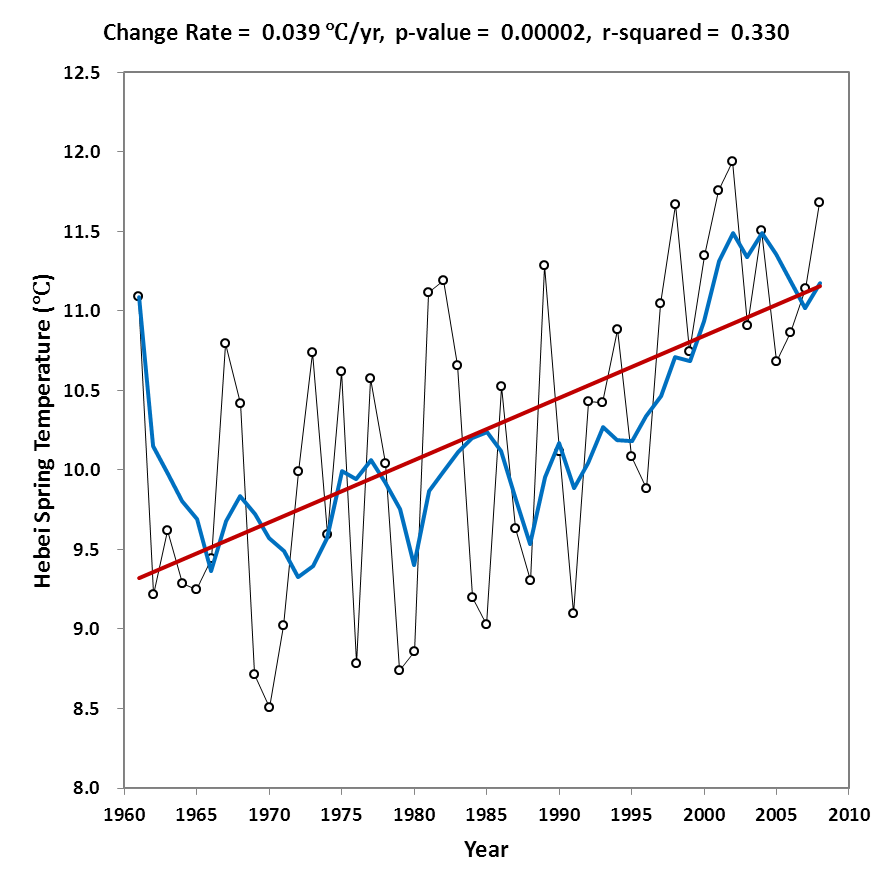 Change Rate = 0.039 ℃/yr, p-value = 0.00002, r-squared = 0.330
12.5
12.0
11.5
11.0
10.5
10.0
9.5
9.0
8.5
8.0
Hebei Spring Temperature (℃)
1960 1965 1970 1975 1980 1985 1990 1995 2000 2005 2010
Year